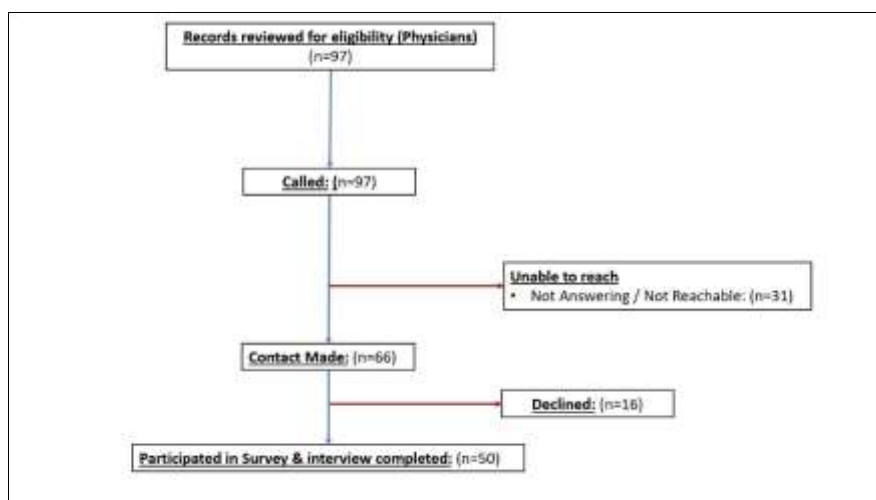 Records reviewed for eligibility (Physicians)
(n=97)
Called: (n=97)
Unable to reach
• Not Answering / Not Reachable: (n=31)
Contact Made: (n=66)
Declined: (n=16)
Participated in Survey & interview completed: (n=50)